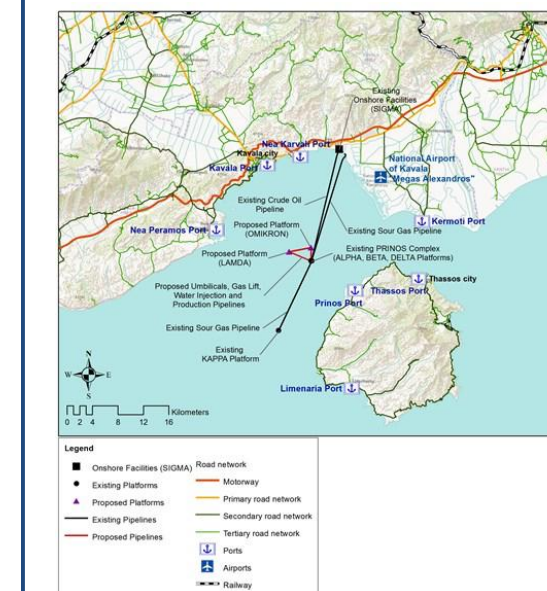 Existing
Onshore Facilities
(SIGMA)
Nea Karvali Port
Kavala city
Kavala Port
National Airport
of Kavala
"Megas Alexandros"
Existing Crude Oil
Pipeline
Kermoti Port
Proposed Platform
(OMIKRON)
Existing Sour Gas Pipeline
Nea Peramos Port
Proposed Platform
(LAMDA)
Existing PRINOS Complex
(ALPHA, BETA, DELTA Platforms)
Thassos city
Proposed Umbilicals, Gas Lift,
Water Injection and
Production Pipelines
Thassos Port
Prinos Port
Existing Sour Gas Pipeline
Existing
KAPPA Platform
Limenaria Port
N
W
E
S
Kilometers
0 2 4 8 12 16
Legend
Onshore Facilities (SIGMA)
Existing Platforms
Proposed Platforms
Existing Pipelines
Proposed Pipelines
Road network
Motorway
Primary road network
Secondary road network
Tertiary road network
Ports
Airports
Railway